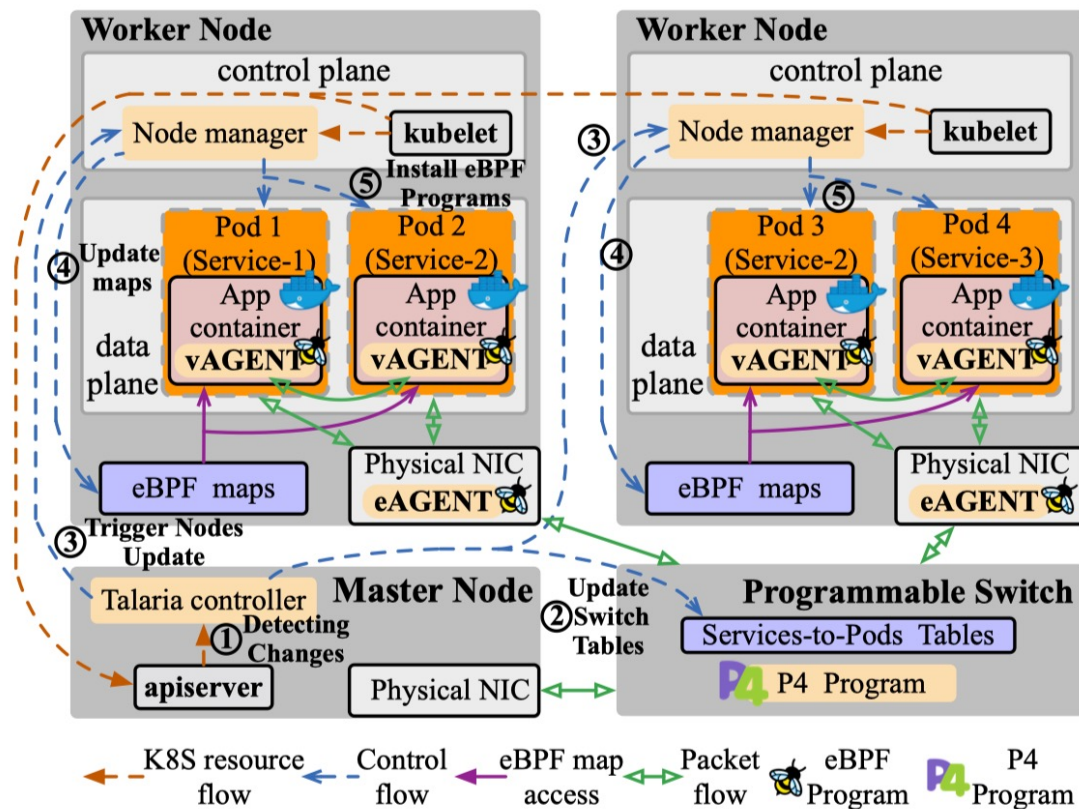 Worker Node
control plane
Node manager
kubelet
⑤ Install eBPF
Programs
Pod 1
(Service-1)
App
container
vAGENT
Pod 2
(Service-2)
App
container
vAGENT
④ Update
maps
data
plane
eBPF maps
Physical NIC
eAGENT
Worker Node
control plane
③
Node manager
kubelet
⑤
④
Pod 3
(Service-2)
App
container
vAGENT
Pod 4
(Service-3)
App
container
vAGENT
data
plane
eBPF maps
Physical NIC
eAGENT
③ Trigger Nodes
Update
Master Node
Talaria controller
① Detecting
Changes
apiserver
Physical NIC
② Update
Switch
Tables
Programmable Switch
Services-to-Pods Tables
P4 P4 Program
K8S resource
flow
Control
flow
eBPF map
access
Packet
flow
eBPF
Program
P4 P4
Program